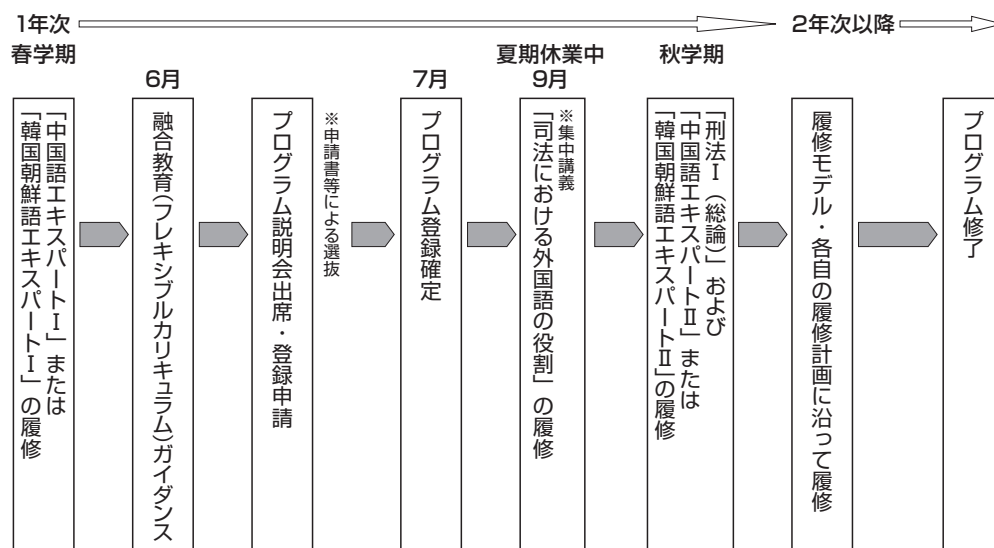 1年次
2年次以降
春学期
夏期休業中
秋学期
6月
7月
9月
「中国語エキスパートⅠ」または
「韓国朝鮮語エキスパートⅠ」の履修
融合教育(フレキシブルカリキュラム)ガイダンス
プログラム説明会出席・登録申請
※申請書等による選抜
プログラム登録確定
※集中講義
「司法における外国語の役割」の履修
「刑法Ⅰ(総論)」および
「中国語エキスパートⅡ」または
「韓国朝鮮語エキスパートⅡ」の履修
履修モデル・各自の履修計画に沿って履修
プログラム修了